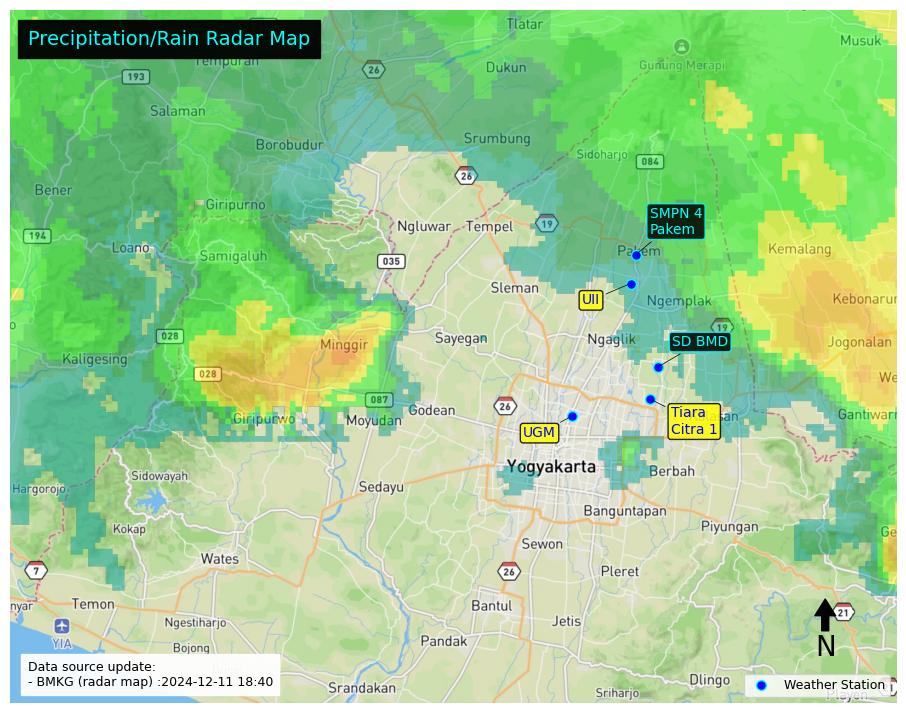 Precipitation/Rain Radar Map
Tlatar
Musuk
Tempuran
26
193
Dukun
Gunung Merapi
Salaman
Borobudur
Srumbung
Sidoharjo
084
Bener
26
Giripurno
SMPN 4
Pakem
194
Loano
Ngluwar
Tempel
19
Samigaluh
035
Pakem
Kemalang
Sleman
UII
Ngemplak
Kebonarum
19
028
Sayegan
Ngaglik
SD BMD
Jogonalan
Minggir
Kaligesing
028
087
Godean
26
Giripurwo
Moyudan
Tiara
Citra 1
Gantiwarn
UGM
Yogyakarta
Berbah
Sidowayah
Hargorojo
Sedayu
Banguntapan
Kokap
Piyungan
Wates
Sewon
7
26
Pleret
Temon
Bantul
21
Ngestiharjo
Jetis
YIA
Bojong
Pandak
N
Data source update:
- BMKG (radar map) :2024-12-11 18:40
Dlingo
Srandakan
Sriharjo
Weather Station
Playen